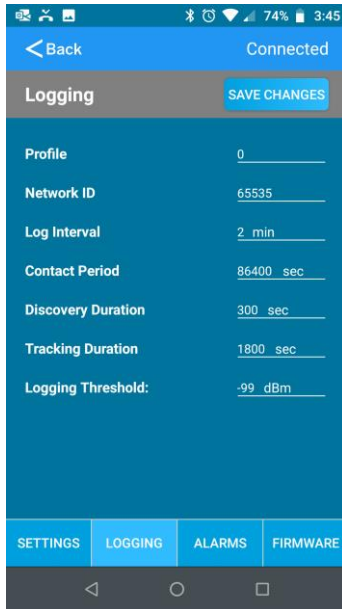 74% 3:45
Back Connected
Logging SAVE CHANGES
Profile 0
Network ID 65535
Log Interval 2 min
Contact Period 86400 sec
Discovery Duration 300 sec
Tracking Duration 1800 sec
Logging Threshold: -99 dBm
SETTINGS LOGGING ALARMS FIRMWARE